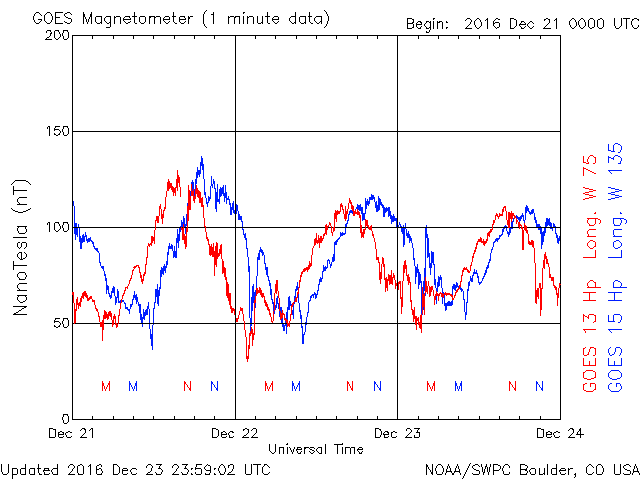 GOES Magnetometer (1 minute data)
Begin: 2016 Dec 21 0000 UTC
200
150
100
50
0
NanoTesla (nT)
M M N N M M N N M M N N
Dec 21 Dec 22 Dec 23 Dec 24
Universal Time
GOES 13 Hp Long. W 75
GOES 15 Hp Long. W 135
Updated 2016 Dec 23 23:59:02 UTC
NOAA/SWPC Boulder, CO USA